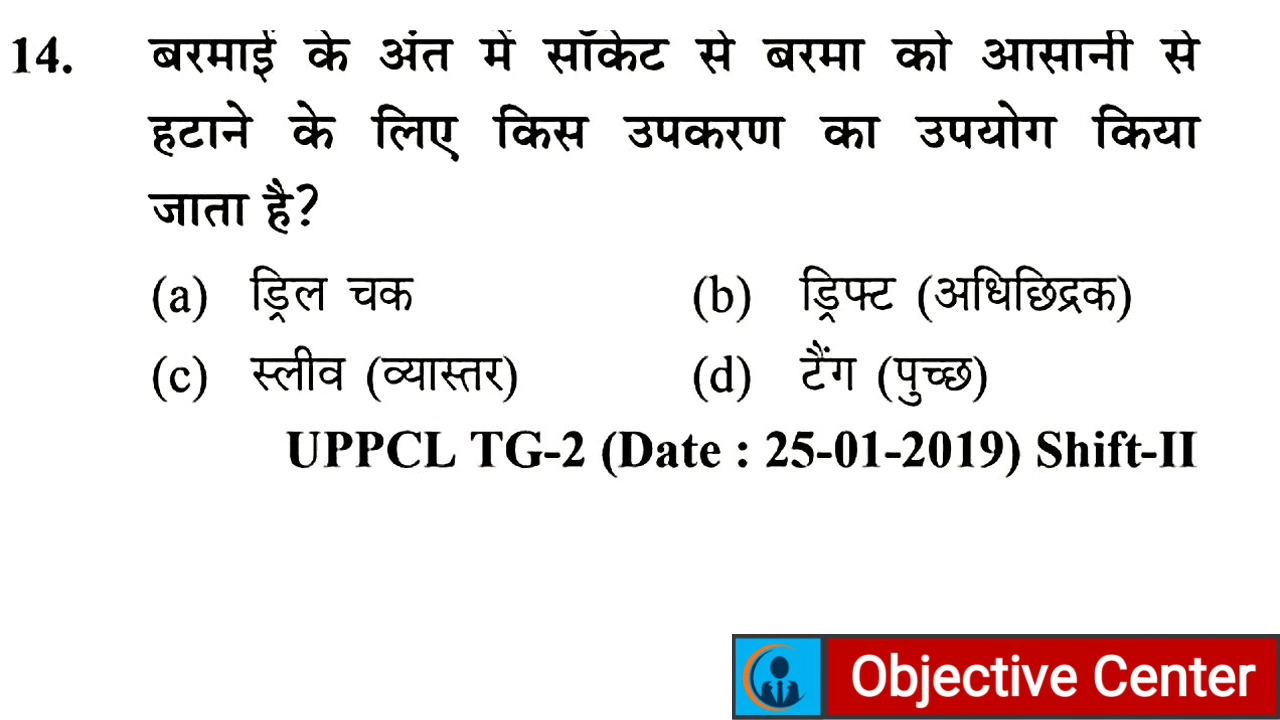 14. बरमाई के अंत में सॉकेट से बरमा को आसानी से
हटाने के लिए किस उपकरण का उपयोग किया
जाता है?
(a) ड्रिल चक (b) ड्रिफ्ट (अधिछिद्रक)
(c) स्लीव (व्यास्तर) (d) टैंग (पुच्छ)
UPPCL TG-2 (Date : 25-01-2019) Shift-II
Objective Center